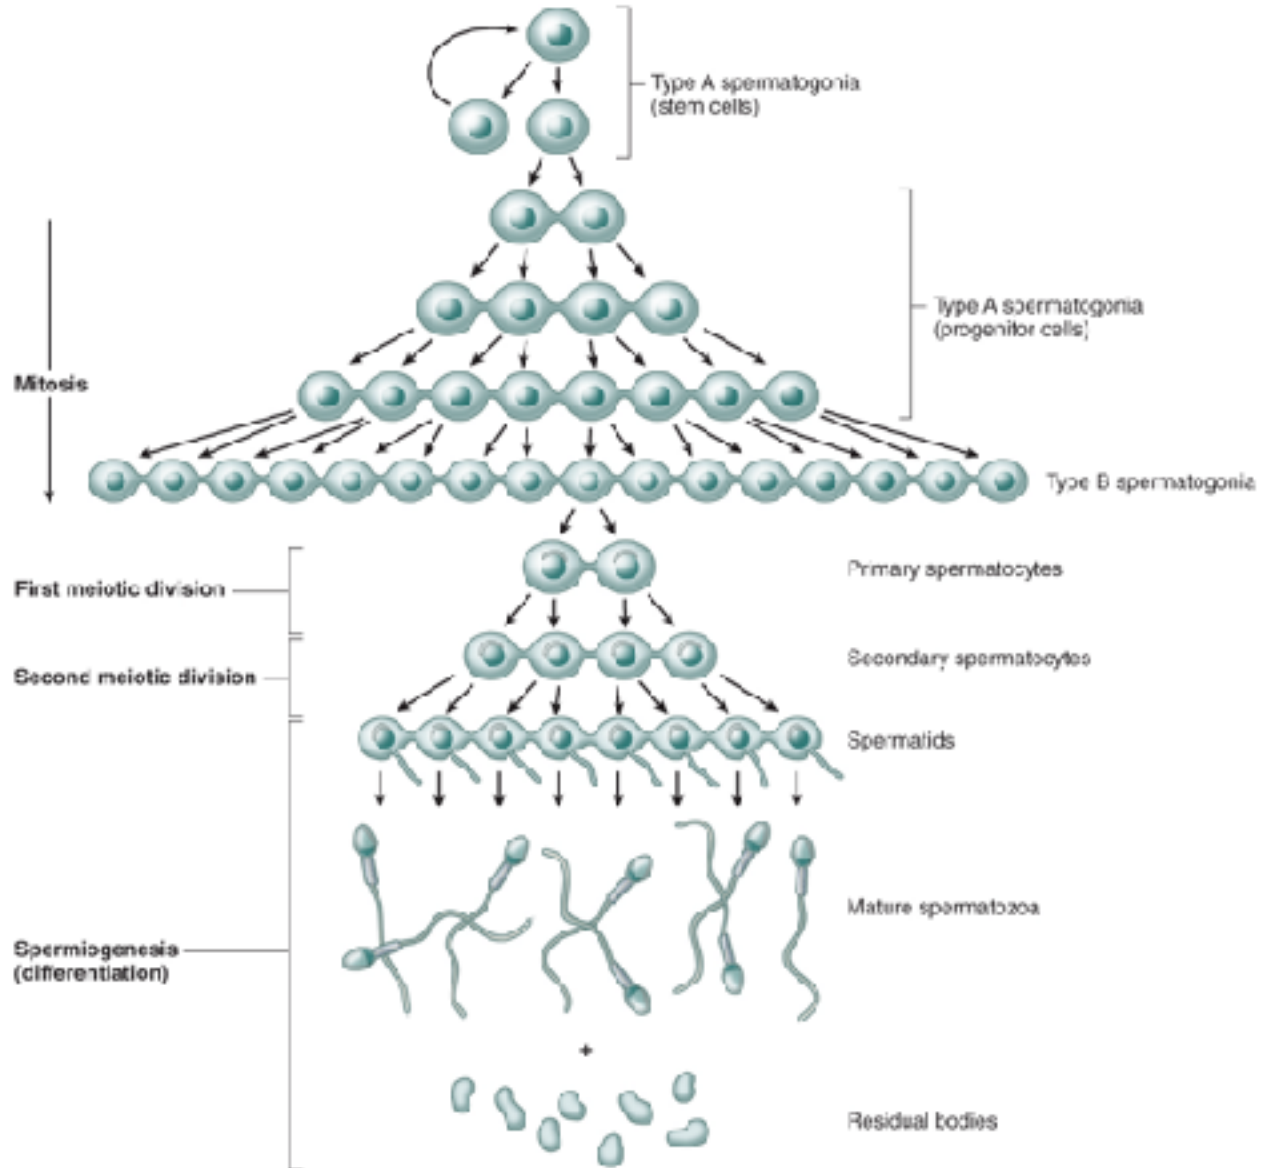 Type A spermatogonia
(stem cells)
Type A spermatogonia
(progenitor cells)
Mitosis
Type B spermatogonia
Primary spermatocytes
First meiotic division
Secondary spermatocytes
Second meiotic division
Spermatids
Mature spermatozoa
Spermiogenesis
(differentiation)
+
Residual bodies